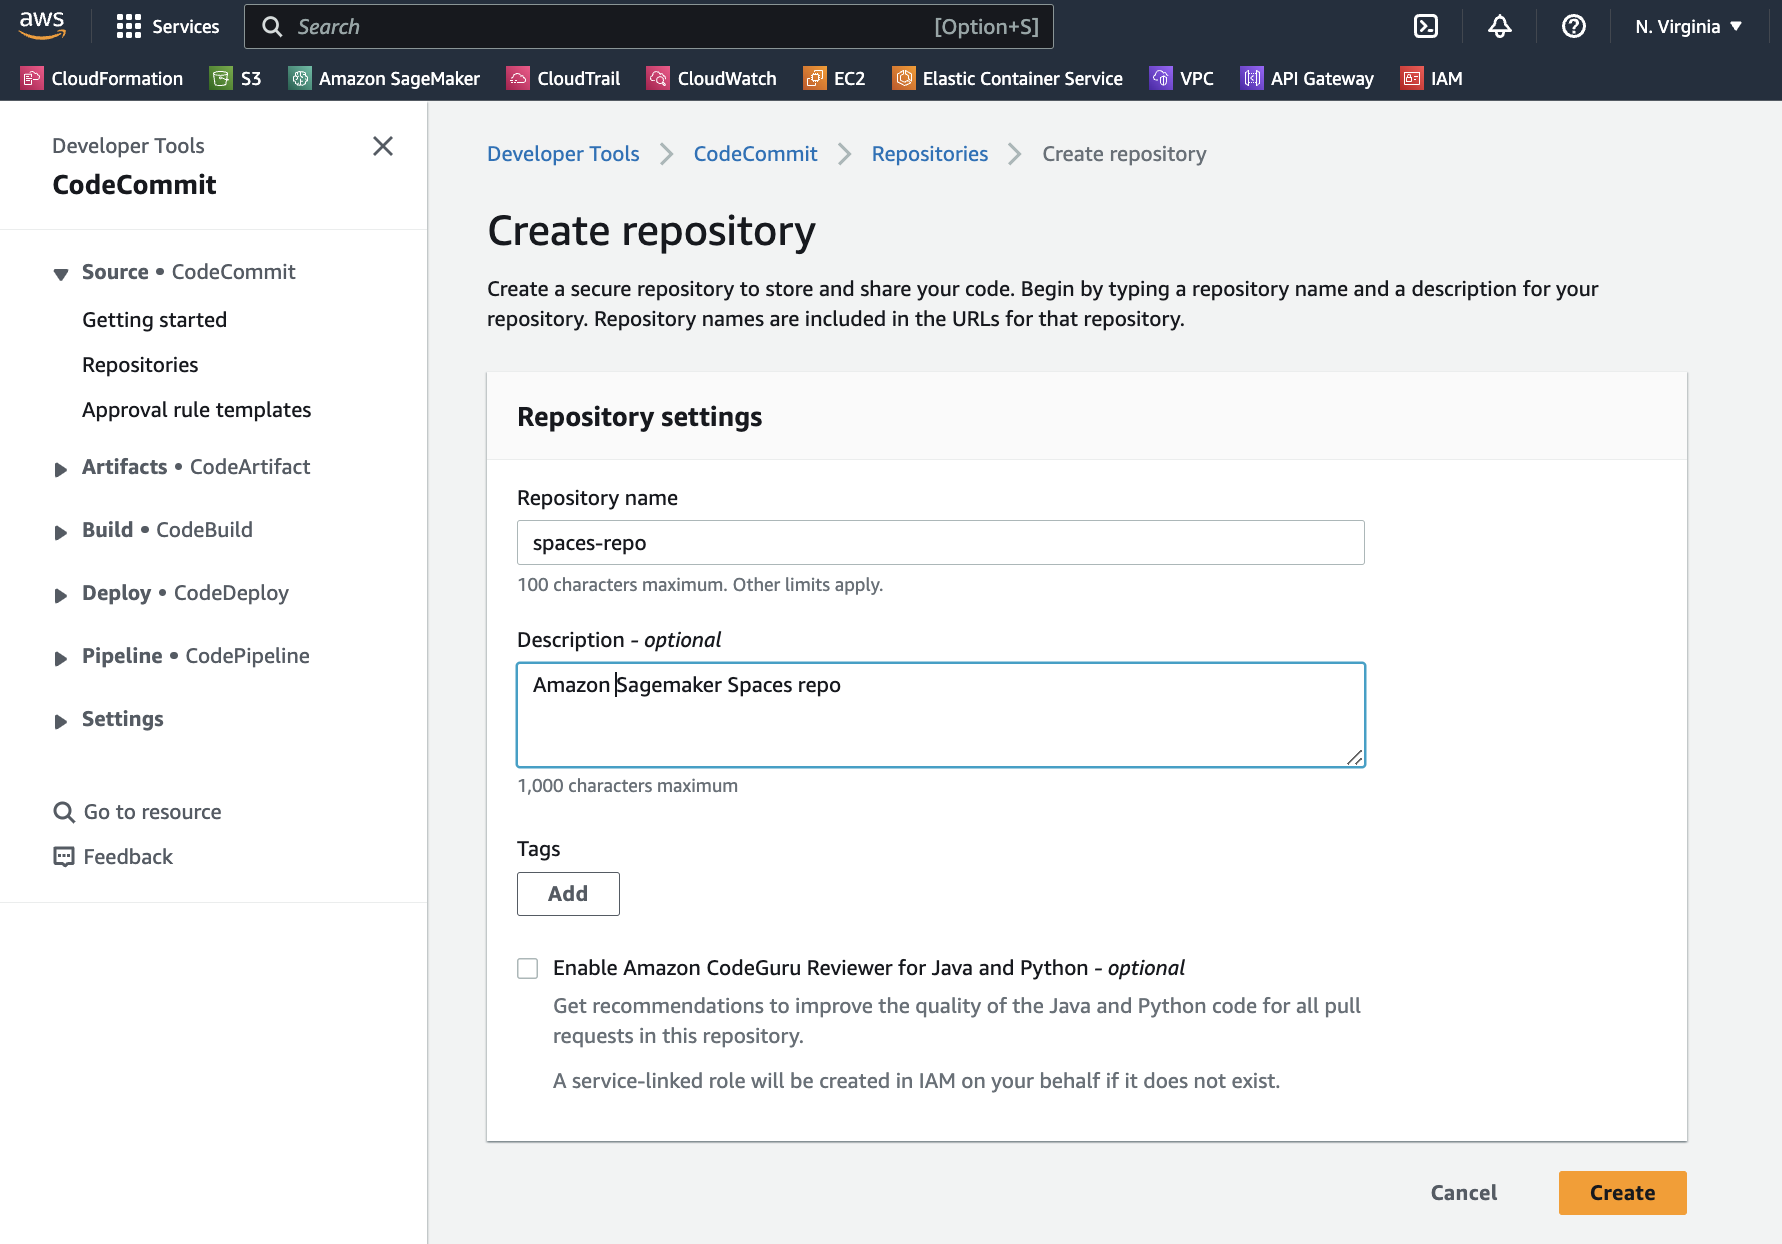 aws
Services
Search
[Option+S]
N. Virginia
CloudFormation
S3
Amazon SageMaker
CloudTrail
CloudWatch
EC2
Elastic Container Service
VPC
API Gateway
IAM
Developer Tools
CodeCommit
Source • CodeCommit
Getting started
Repositories
Approval rule templates
Artifacts • CodeArtifact
Build • CodeBuild
Deploy • CodeDeploy
Pipeline • CodePipeline
Settings
Go to resource
Feedback
Developer Tools
CodeCommit
Repositories
Create repository
Create repository
Create a secure repository to store and share your code. Begin by typing a repository name and a description for your
repository. Repository names are included in the URLs for that repository.
Repository settings
Repository name
spaces-repo
100 characters maximum. Other limits apply.
Description - optional
Amazon Sagemaker Spaces repo
1,000 characters maximum
Tags
Add
Enable Amazon CodeGuru Reviewer for Java and Python - optional
Get recommendations to improve the quality of the Java and Python code for all pull
requests in this repository.
A service-linked role will be created in IAM on your behalf if it does not exist.
Cancel
Create